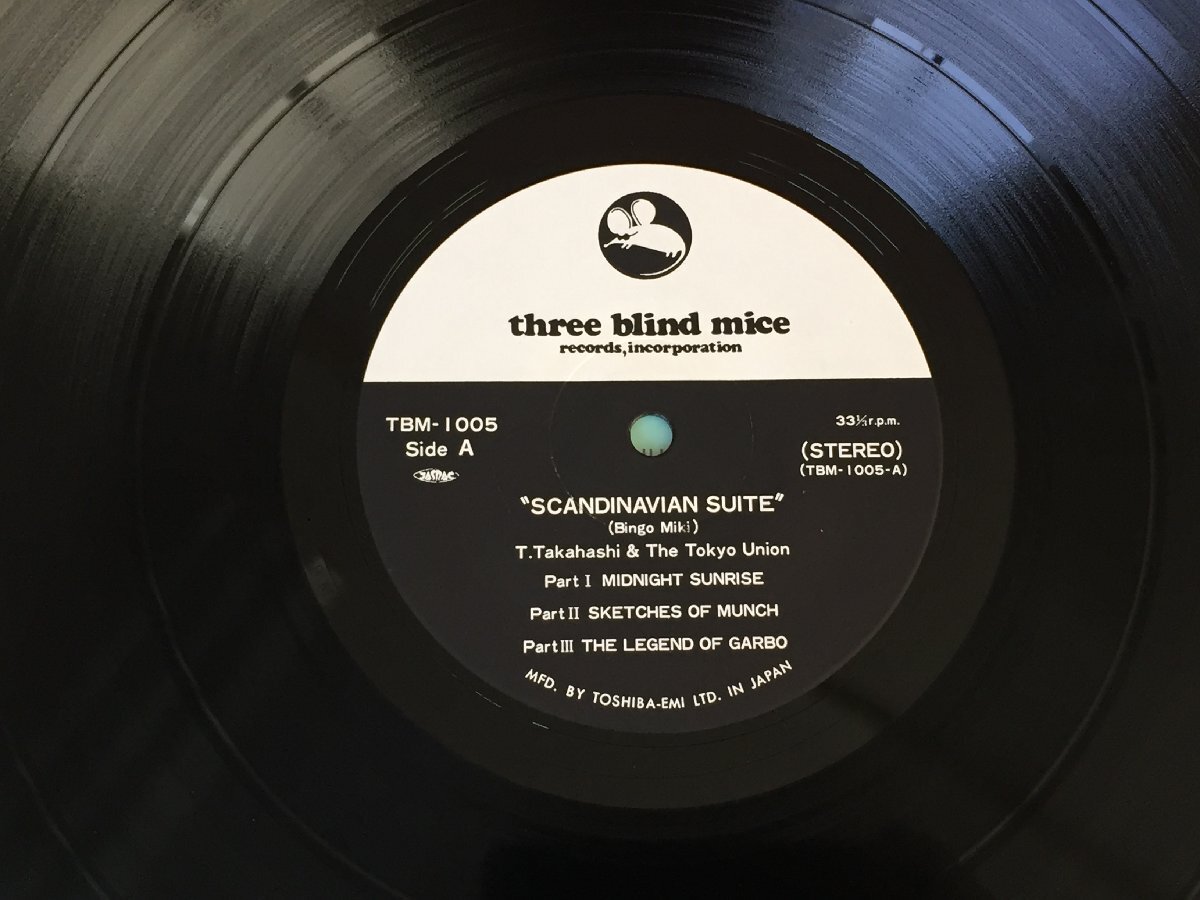 three blind mice
records, incorporation
TBM-1005
Side A
JASRAC
33⅓ r.p.m.
(STEREO)
(TBM-1005-A)
"SCANDINAVIAN SUITE"
(Bingo Miki)
T.Takahashi & The Tokyo Union
Part I MIDNIGHT SUNRISE
Part II SKETCHES OF MUNCH
Part III THE LEGEND OF GARBO
MFD. BY TOSHIBA-EMI LTD. IN JAPAN